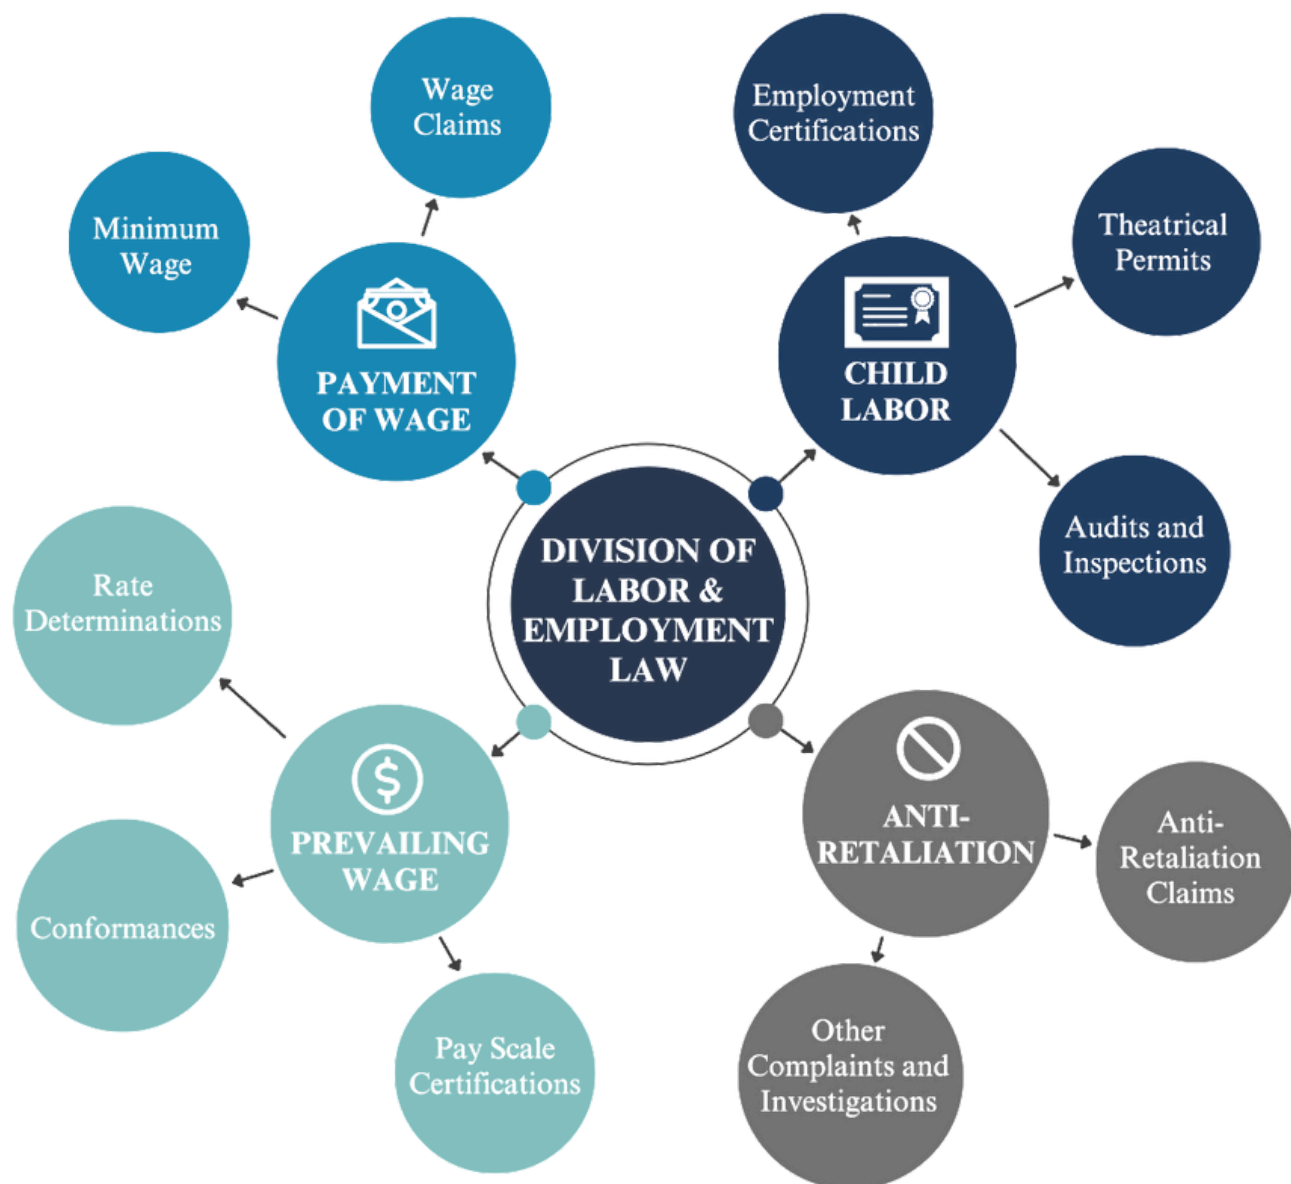 Wage
Claims
Minimum
Wage
PAYMENT
OF WAGE
Employment
Certifications
Theatrical
Permits
CHILD
LABOR
Audits and
Inspections
DIVISION OF
LABOR &
EMPLOYMENT
LAW
Rate
Determinations
$
PREVAILING
WAGE
Conformances
Pay Scale
Certifications
ANTI-
RETALIATION
Anti-
Retaliation
Claims
Other
Complaints and
Investigations